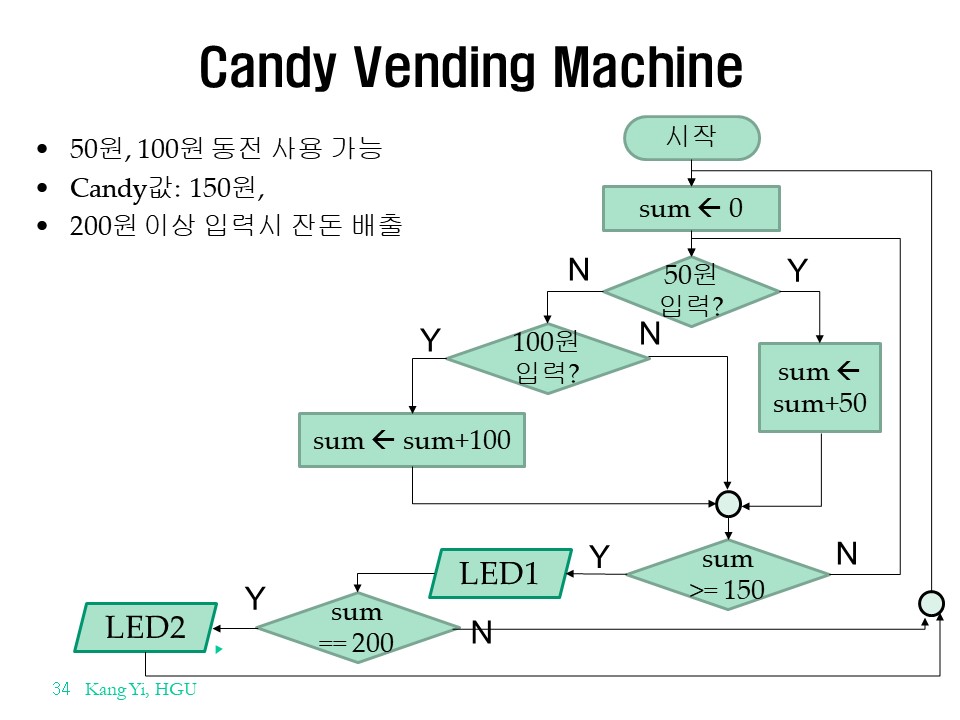 Candy Vending Machine
• 50원, 100원 동전 사용 가능
• Candy값: 150원,
• 200원 이상 입력시 잔돈 배출
시작
sum 🡨 0
N
50원
입력?
Y
Y
100원
입력?
N
sum 🡨
sum+50
sum 🡨 sum+100
LED1
Y
sum
>= 150
N
Y
LED2
sum
== 200
N
34 Kang Yi, HGU